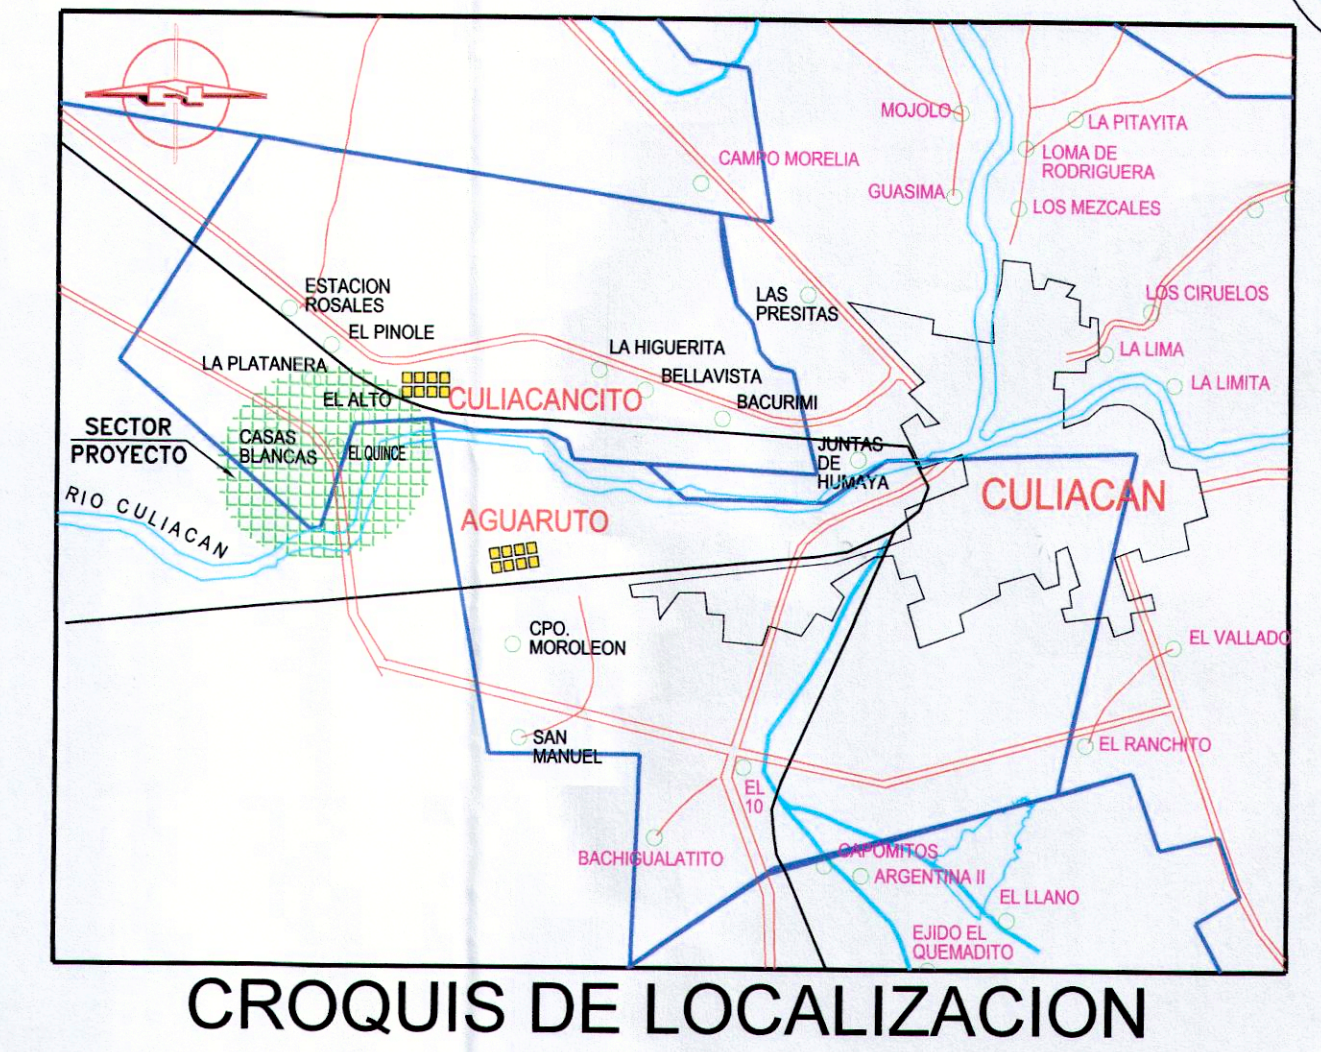 MOJOLO
LA PITAYITA
CAMPO MORELIA
LOMA DE
RODRIGUERA
GUASIMA
LOS MEZCALES
ESTACION
ROSALES
LAS
PRESITAS
LOS CIRUELOS
EL PINOLE
LA HIGUERITA
LA LIMA
LA PLATANERA
BELLAVISTA
LA LIMITA
EL ALTO
CULIACANCITO
BACURIMI
SECTOR
PROYECTO
CASAS
BLANCAS
EL QUINCE
JUNTAS
DE
HUMAYA
RIO CULIACAN
CULIACAN
AGUARUTO
CPO.
MOROLEON
EL VALLADO
SAN
MANUEL
EL RANCHITO
EL
10
BACHIGUALATITO
CAPOMITOS
ARGENTINA II
EL LLANO
EJIDO EL
QUEMADITO
CROQUIS DE LOCALIZACION